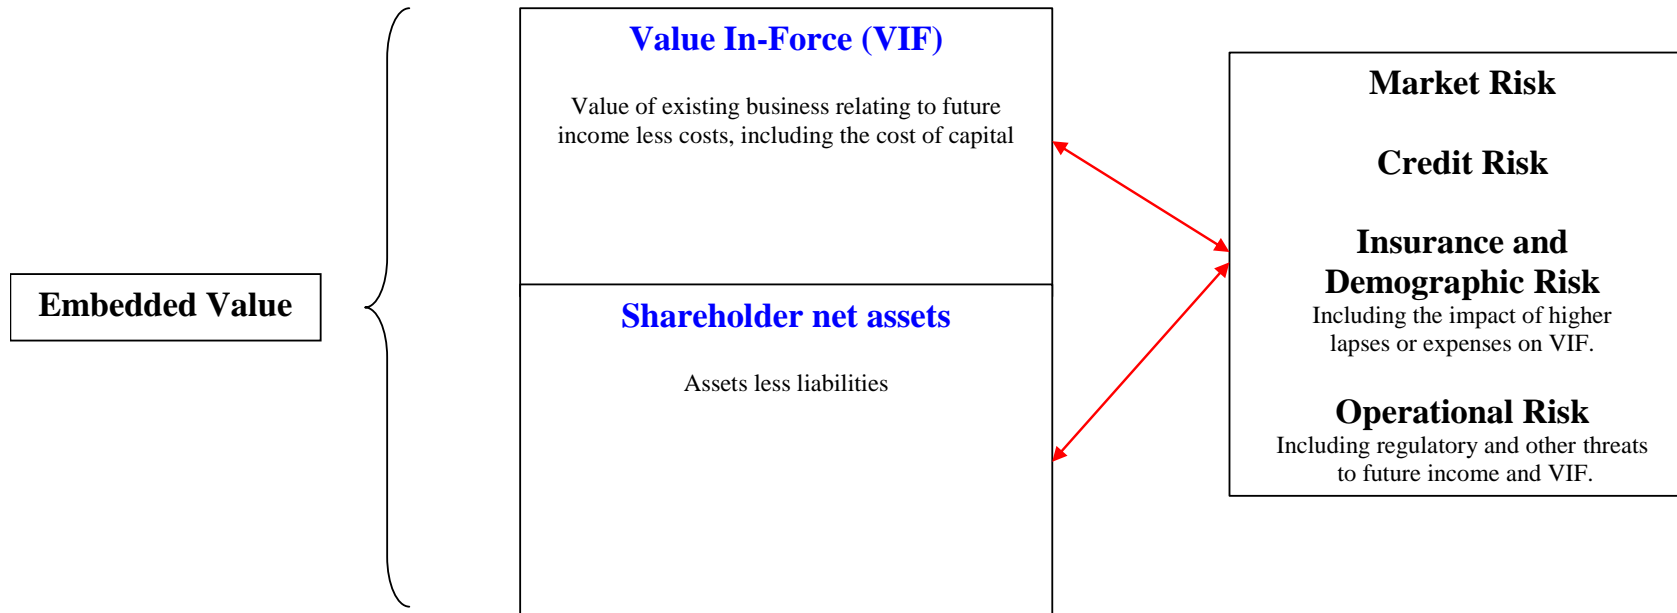 Embedded Value
Value In-Force (VIF)
Value of existing business relating to future
income less costs, including the cost of capital
Shareholder net assets
Assets less liabilities
Market Risk
Credit Risk
Insurance and
Demographic Risk
Including the impact of higher
lapses or expenses on VIF.
Operational Risk
Including regulatory and other threats
to future income and VIF.